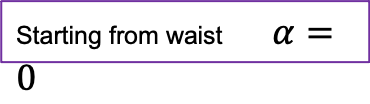 Starting from waist α =
0